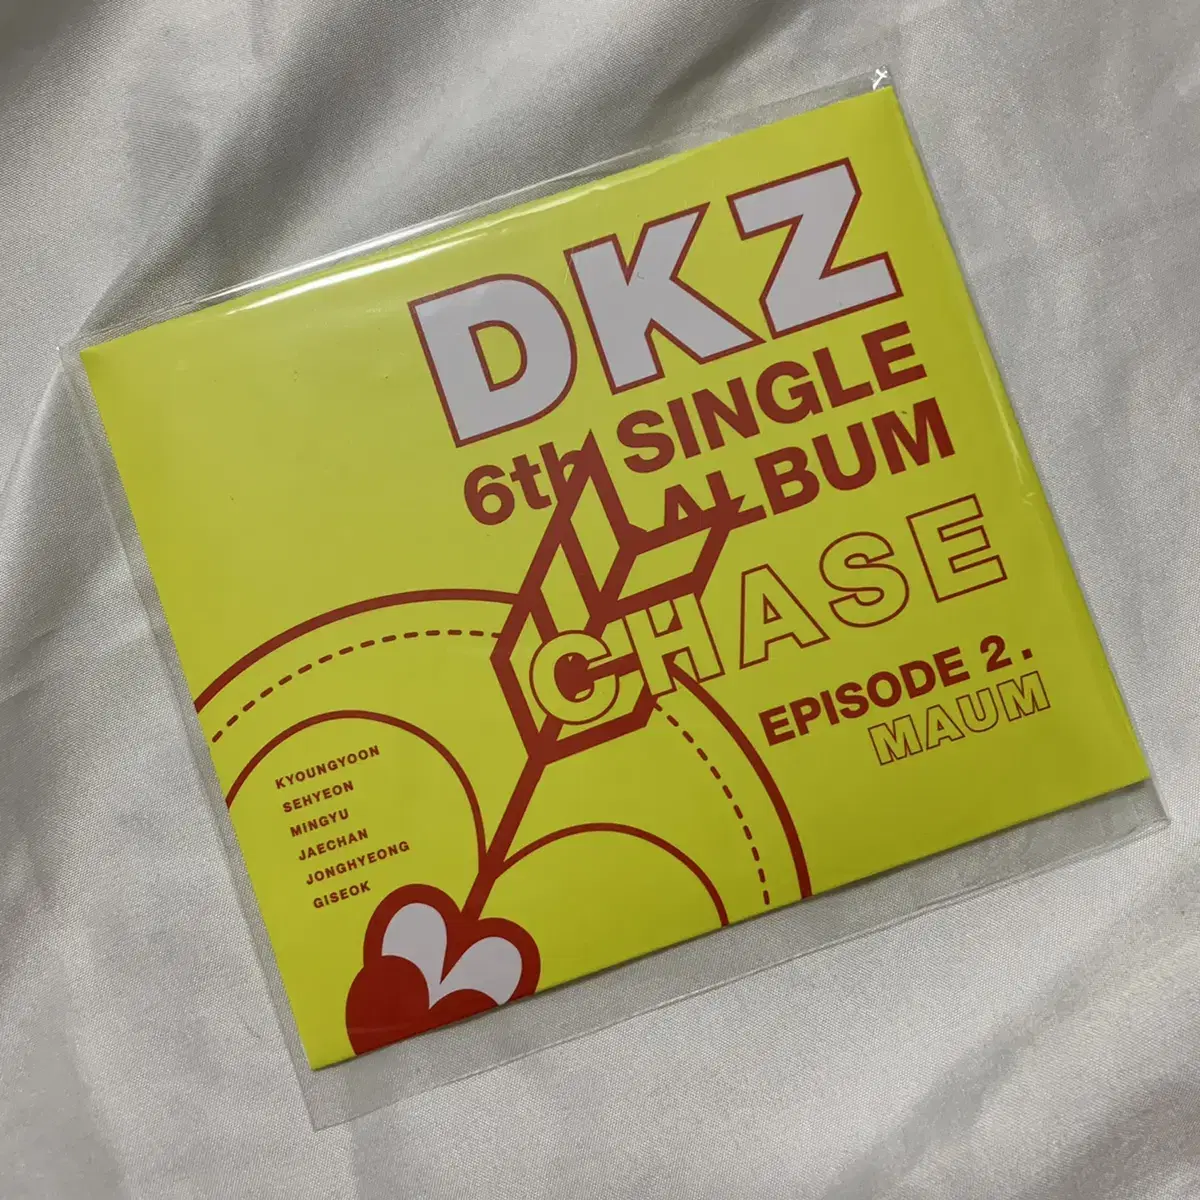 DKZ
6th SINGLE
ALBUM
CHASE
EPISODE 2.
MAUM
KYOUNGYOON
SEHYEON
MINGYU
JAECHAN
JONGHYEONG
GISEOK